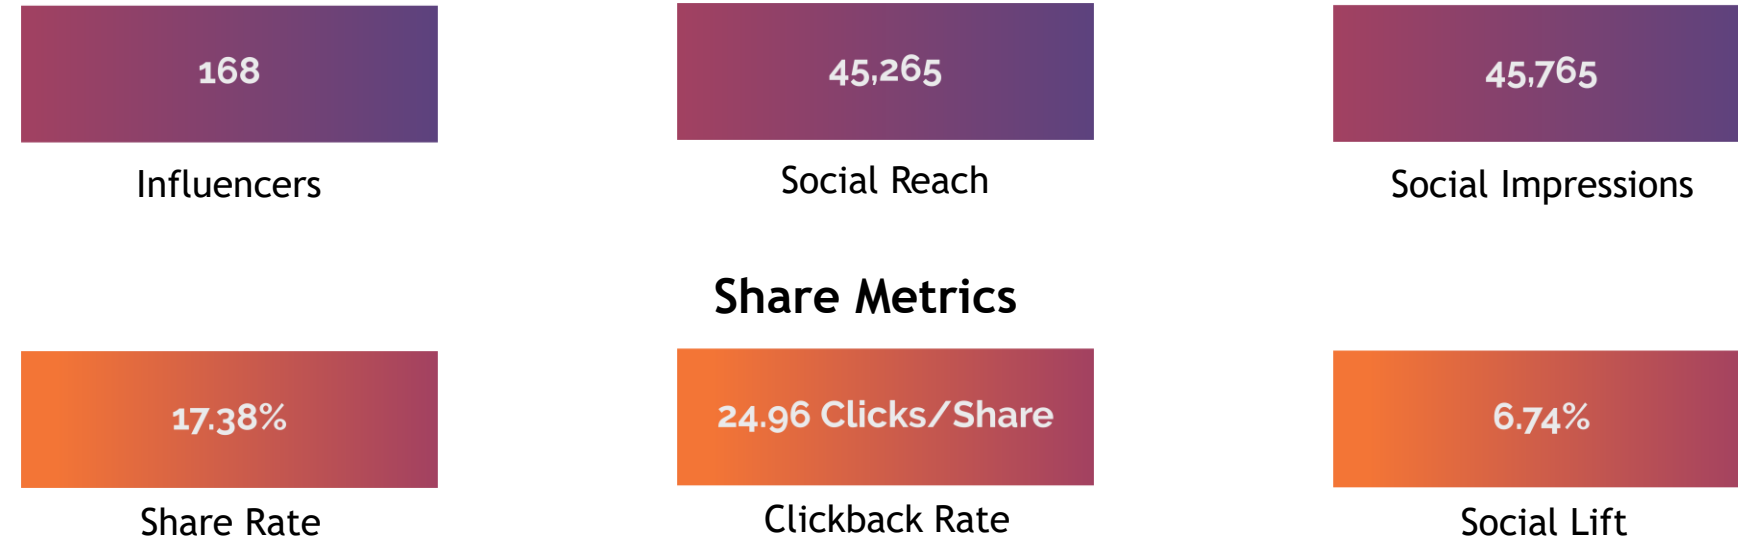 168
45,265
45,765
Influencers
Social Reach
Social Impressions
Share Metrics
17.38%
24.96 Clicks/Share
6.74%
Share Rate
Clickback Rate
Social Lift